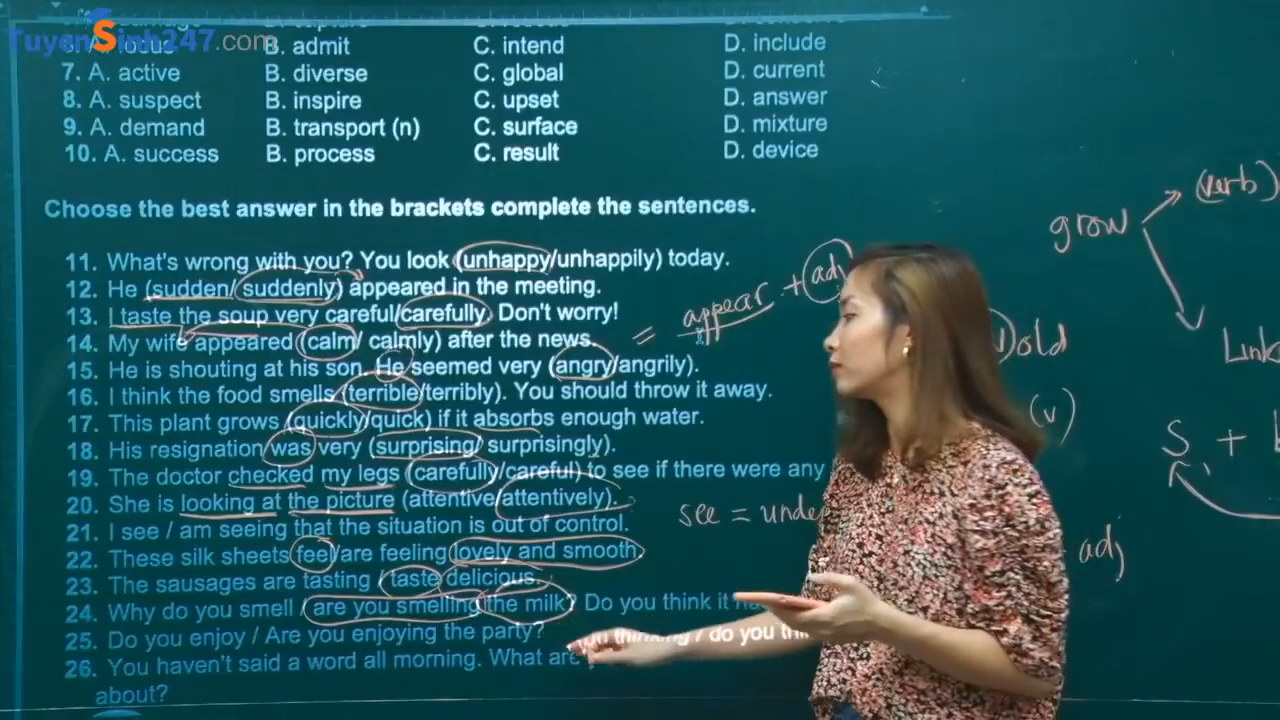 TuyenSinh247.com
6. A. focus B. admit C. intend D. include
7. A. active B. diverse C. global D. current
8. A. suspect B. inspire C. upset D. answer
9. A. demand B. transport (n) C. surface D. mixture
10. A. success B. process C. result D. device
Choose the best answer in the brackets complete the sentences.
11. What's wrong with you? You look (unhappy/unhappily) today.
12. He (sudden/ suddenly) appeared in the meeting.
13. I taste the soup very careful/carefully. Don't worry!
14. My wife appeared (calm/ calmly) after the news.
15. He is shouting at his son. He seemed very (angry/angrily).
16. I think the food smells (terrible/terribly). You should throw it away.
17. This plant grows (quickly/quick) if it absorbs enough water.
18. His resignation was very (surprising/ surprisingly).
19. The doctor checked my legs (carefully/careful) to see if there were any
20. She is looking at the picture (attentive/attentively).
21. I see / am seeing that the situation is out of control.
22. These silk sheets feel/are feeling lovely and smooth.
23. The sausages are tasting / taste delicious.
24. Why do you smell / are you smelling the milk? Do you think it
25. Do you enjoy / Are you enjoying the party?
26. You haven't said a word all morning. What are you thinking / do you
about?
= appear + adj
grow (verb)
old
(v)
S +
see =
adj